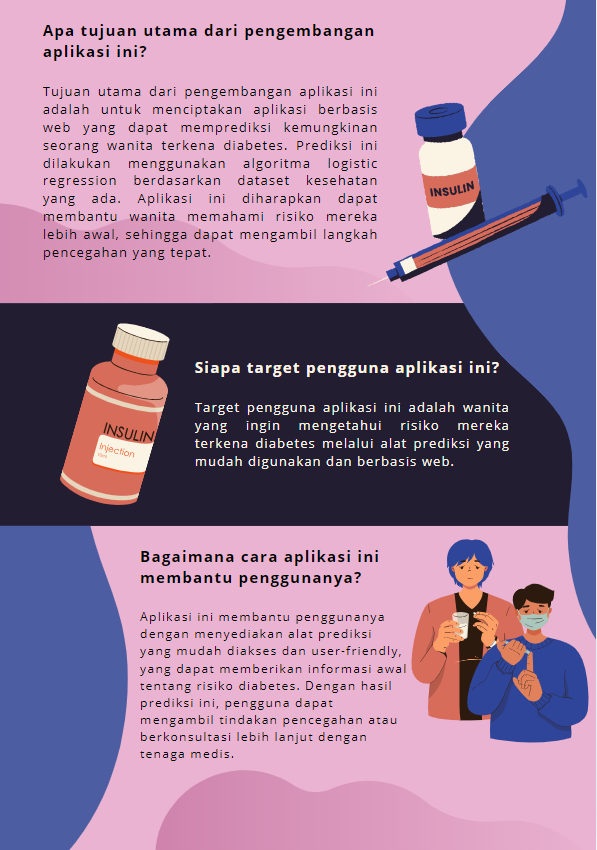 Apa tujuan utama dari pengembangan
aplikasi ini?
Tujuan utama dari pengembangan aplikasi ini
adalah untuk menciptakan aplikasi berbasis
web yang dapat memprediksi kemungkinan
seorang wanita terkena diabetes. Prediksi ini
dilakukan menggunakan algoritma logistic
regression berdasarkan dataset kesehatan
yang ada. Aplikasi ini diharapkan dapat
membantu wanita memahami risiko mereka
lebih awal, sehingga dapat mengambil langkah
pencegahan yang tepat.
INSULIN
INSULIN
Injection
Siapa target pengguna aplikasi ini?
Target pengguna aplikasi ini adalah wanita
yang ingin mengetahui risiko mereka
terkena diabetes melalui alat prediksi yang
mudah digunakan dan berbasis web.
Bagaimana cara aplikasi ini
membantu penggunanya?
Aplikasi ini membantu penggunanya
dengan menyediakan alat prediksi
yang mudah diakses dan user-friendly,
yang dapat memberikan informasi awal
tentang risiko diabetes. Dengan hasil
prediksi ini, pengguna dapat
mengambil tindakan pencegahan atau
berkonsultasi lebih lanjut dengan
tenaga medis.